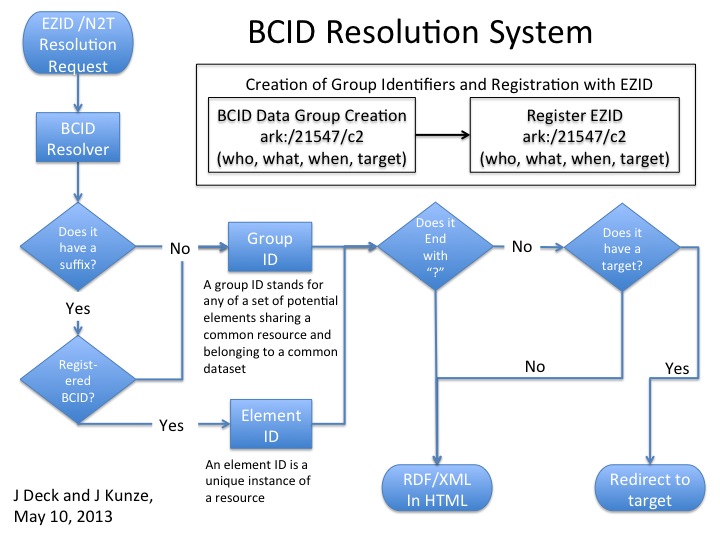 EZID /N2T
Resolution
Request
BCID Resolution System
Creation of Group Identifiers and Registration with EZID
BCID Data Group Creation
ark:/21547/c2
(who, what, when, target)
Register EZID
ark:/21547/c2
(who, what, when, target)
BCID
Resolver
Does it
have a
suffix?
No
Group
ID
Does it
End
with
“?”
No
Does it
have a
target?
A group ID stands for
any of a set of potential
elements sharing a
common resource and
belonging to a common
dataset
Yes
Regist-
ered
BCID?
No
Yes
Yes
Element
ID
An element ID is a
unique instance of
a resource
RDF/XML
In HTML
Redirect to
target
J Deck and J Kunze,
May 10, 2013